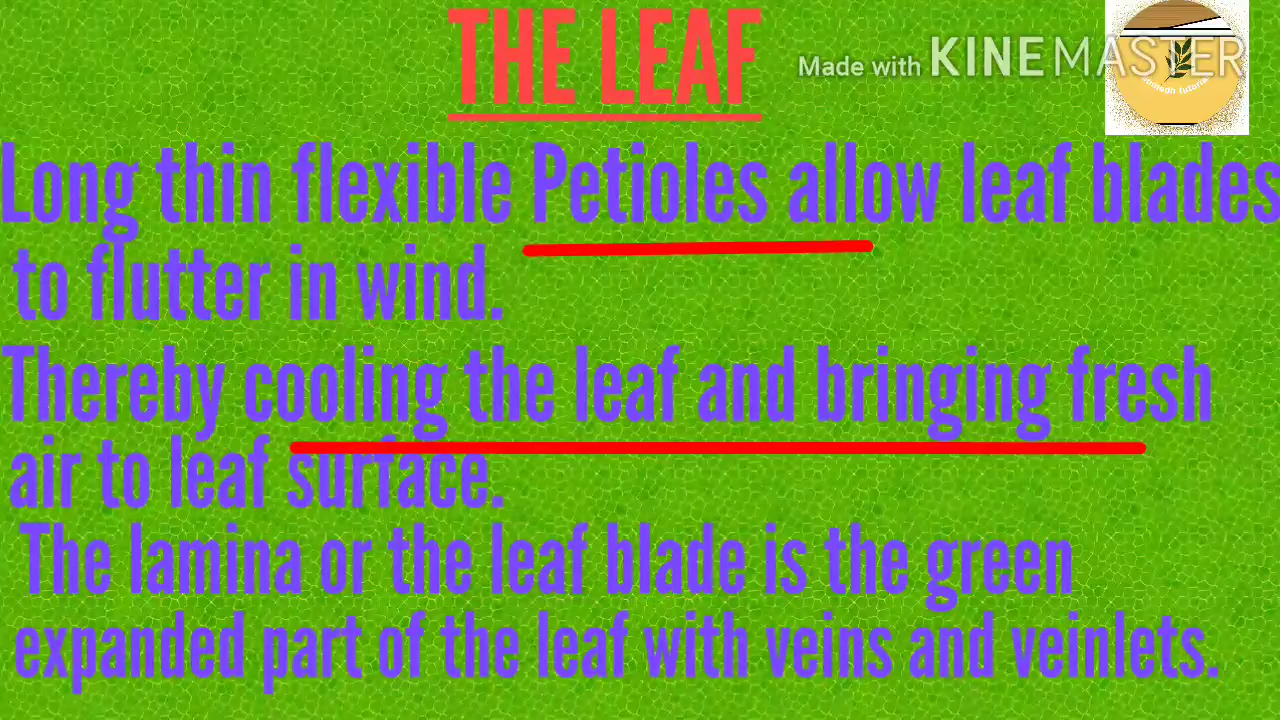 THE LEAF
Made with KINEMASTER
Long thin flexible Petioles allow leaf blades
to flutter in wind.
Thereby cooling the leaf and bringing fresh
air to leaf surface.
The lamina or the leaf blade is the green
expanded part of the leaf with veins and veinlets.